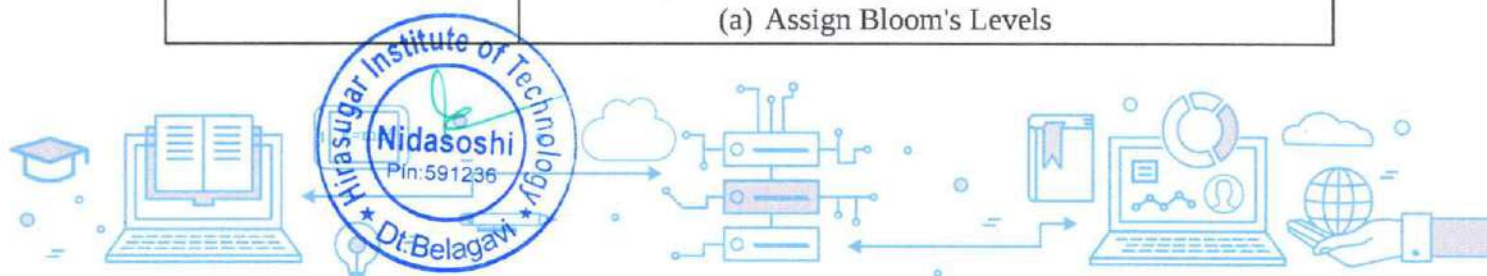 (a) Assign Bloom's Levels
Hirasugar Institute of Technology
Nidasoshi
Pin:591236
★ Dt:Belagavi ★